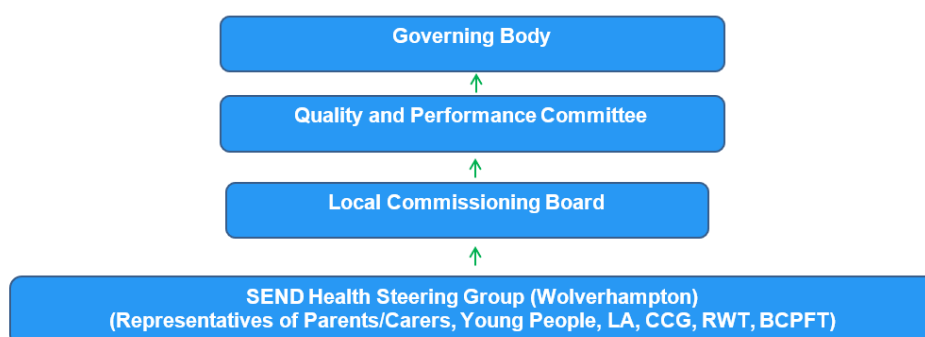 Governing Body
Quality and Performance Committee
Local Commissioning Board
SEND Health Steering Group (Wolverhampton)
(Representatives of Parents/Carers, Young People, LA, CCG, RWT, BCPFT)